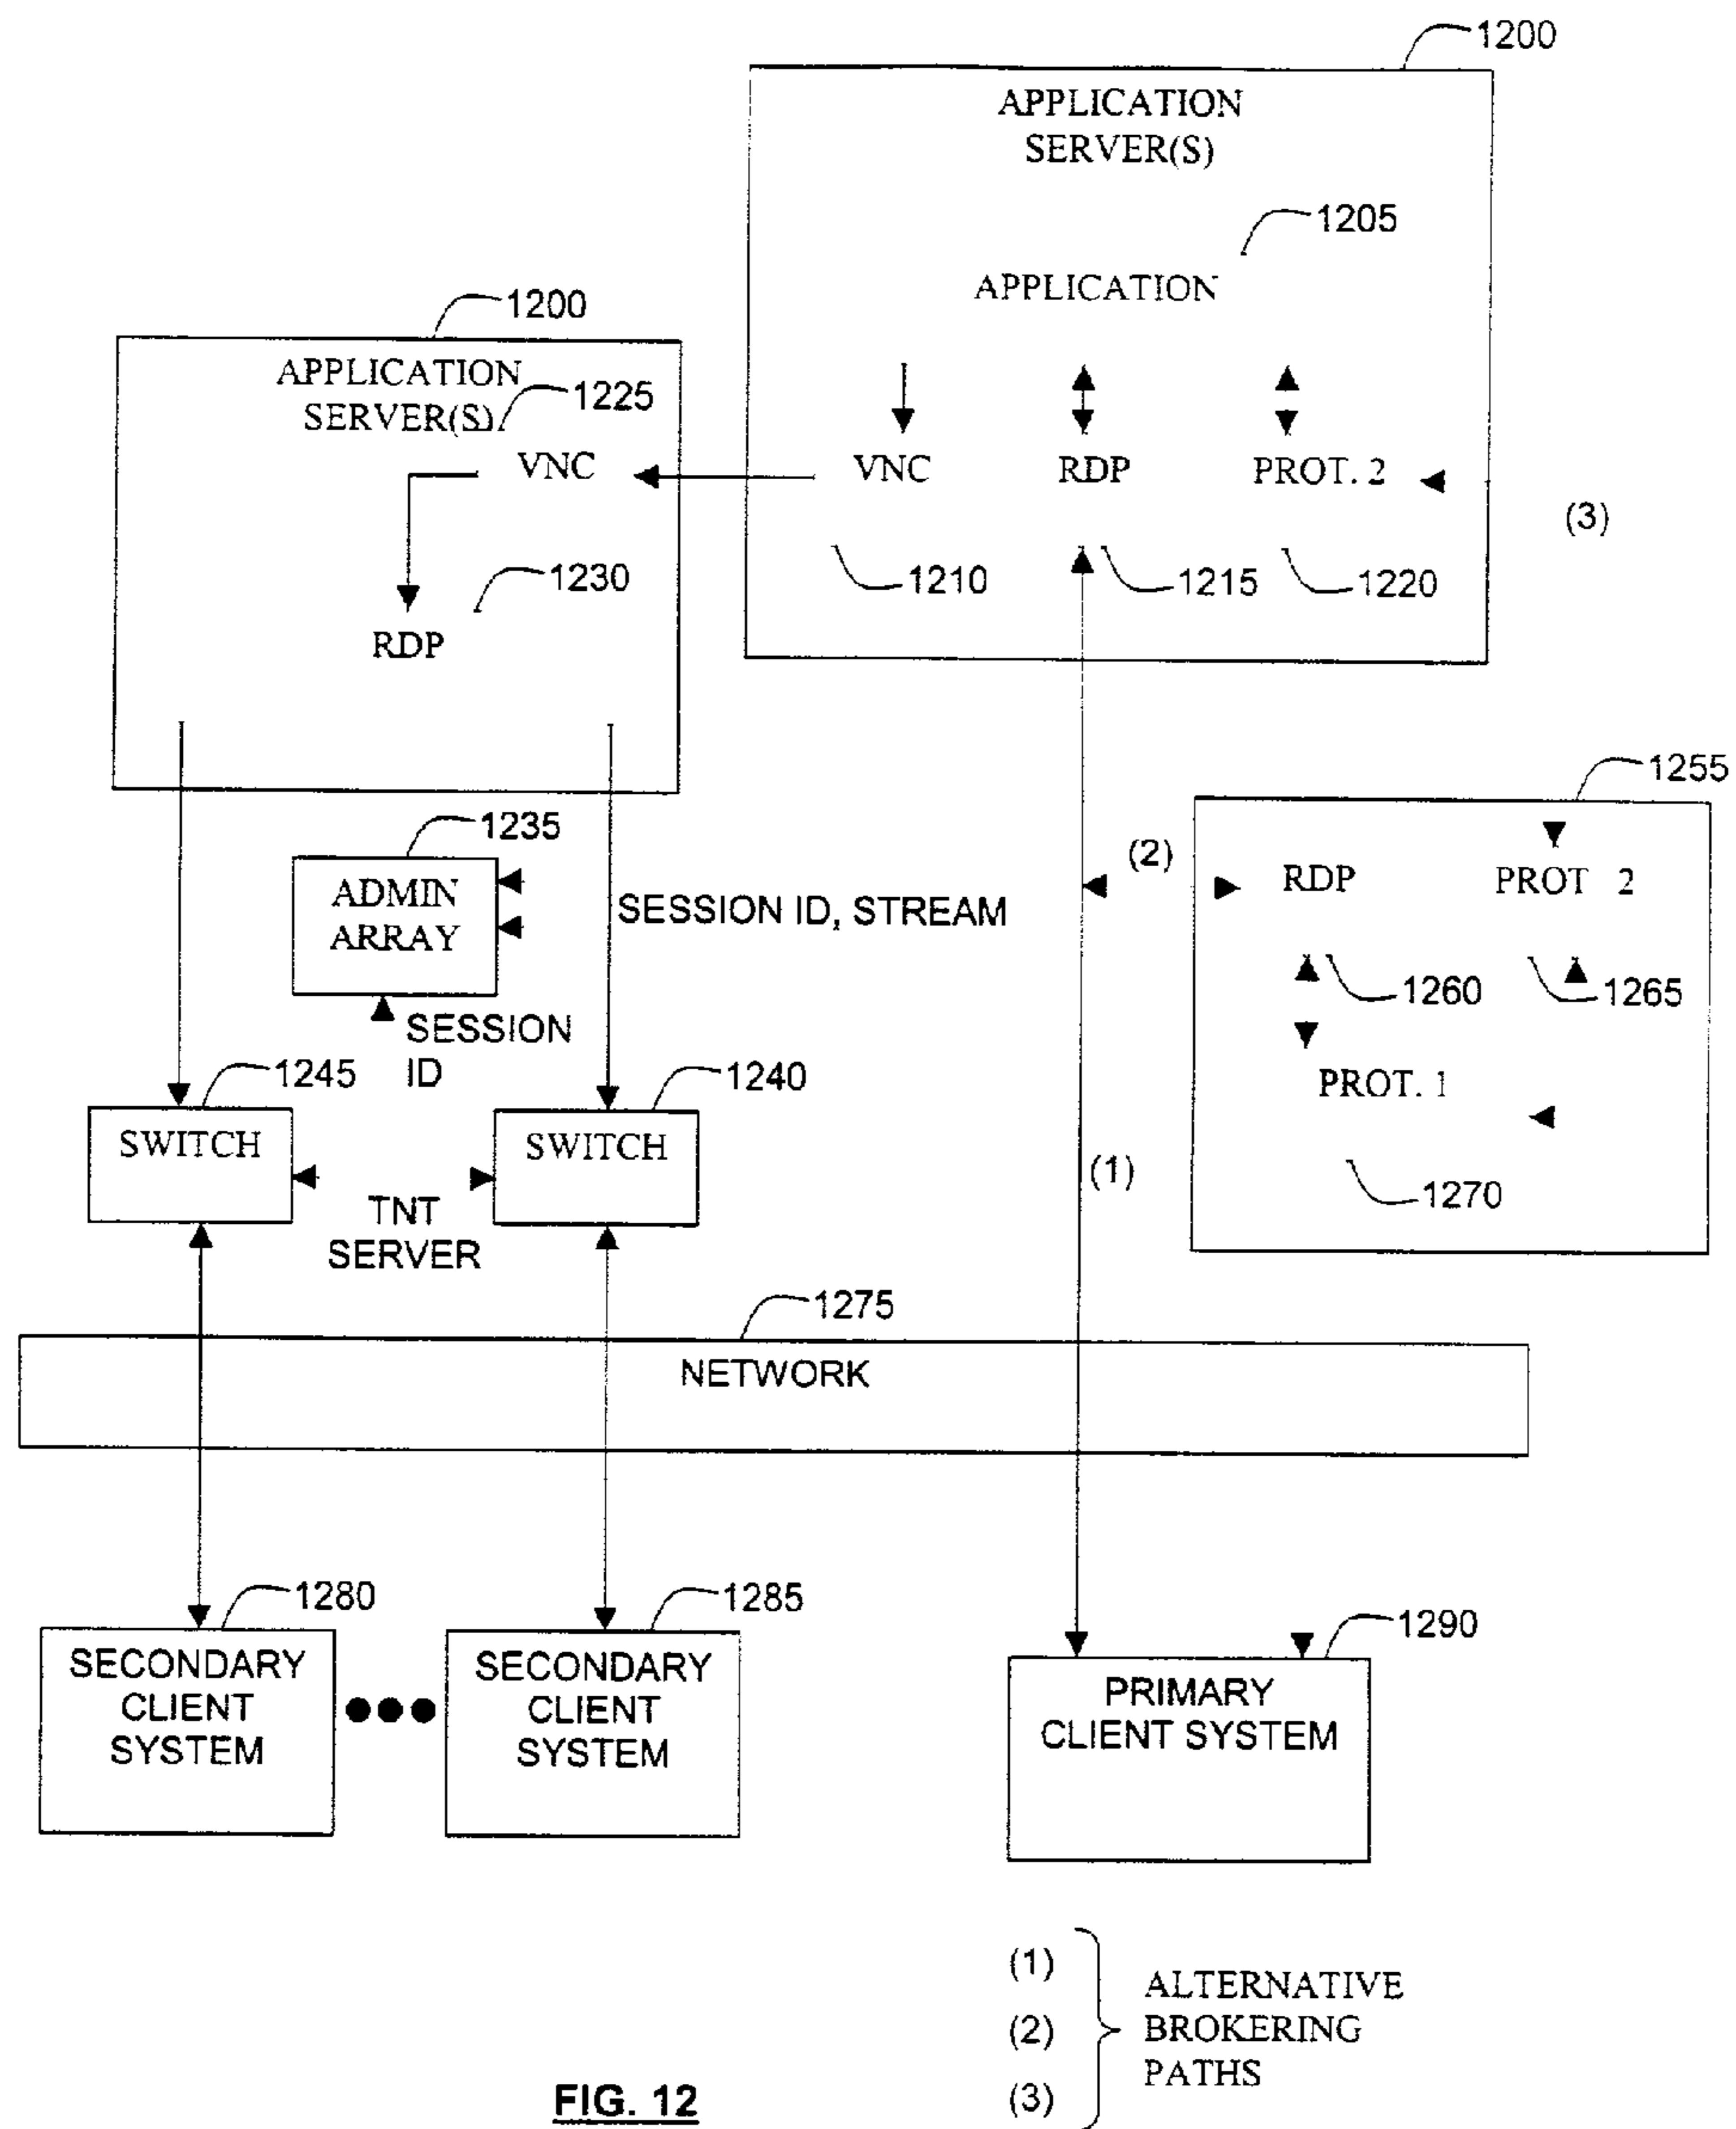 1200
APPLICATION
SERVER(S)
1205
APPLICATION
1200
APPLICATION
SERVER(S)
1225
VNC
VNC
RDP
PROT. 2
(3)
1230
1210
1215
1220
RDP
1255
1235
(2)
ADMIN
ARRAY
SESSION ID, STREAM
RDP
PROT 2
1260
1265
SESSION
ID
1245
1240
PROT. 1
SWITCH
SWITCH
(1)
1270
TNT
SERVER
1275
NETWORK
1280
1285
1290
SECONDARY
CLIENT
SYSTEM
SECONDARY
CLIENT
SYSTEM
PRIMARY
CLIENT SYSTEM
(1)
(2)
(3)
ALTERNATIVE
BROKERING
PATHS
FIG. 12